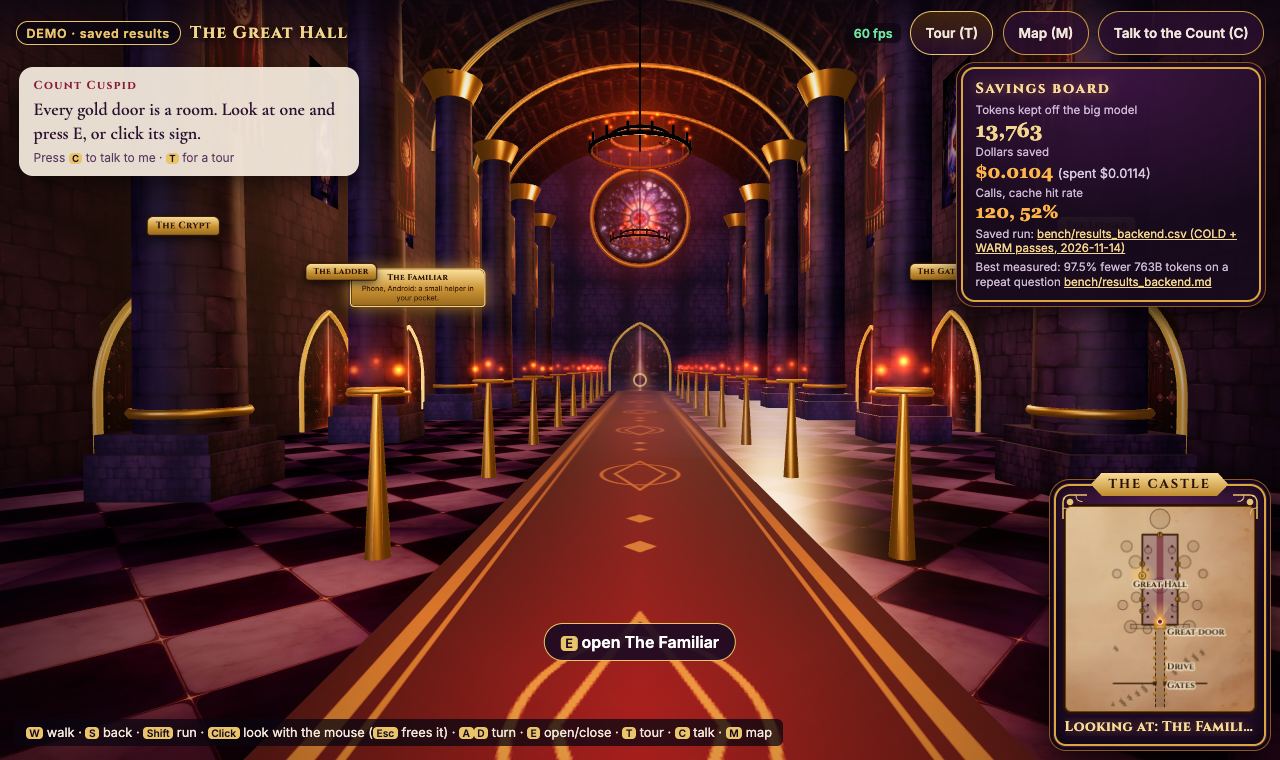 DEMO · saved results
THE GREAT HALL
60 fps
Tour (T)
Map (M)
Talk to the Count (C)
COUNT CUSPID
Every gold door is a room. Look at one and
press E, or click its sign.
Press C to talk to me · T for a tour
SAVINGS BOARD
Tokens kept off the big model
13,763
Dollars saved
$0.0104 (spent $0.0114)
Calls, cache hit rate
120, 52%
Saved run: bench/results_backend.csv (COLD +
WARM passes, 2026-11-14)
Best measured: 97.5% fewer 763B tokens on a
repeat question bench/results_backend.md
THE CRYPT
THE LADDER
THE FAMILIAR
Phone, Android: a small helper in
your pocket.
THE GAT
E open The Familiar
THE CASTLE
GREAT HALL
GREAT DOOR
DRIVE
GATES
LOOKING AT: THE FAMILI...
W walk · S back · Shift run · Click look with the mouse (Esc frees it) · A D turn · E open/close · T tour · C talk · M map